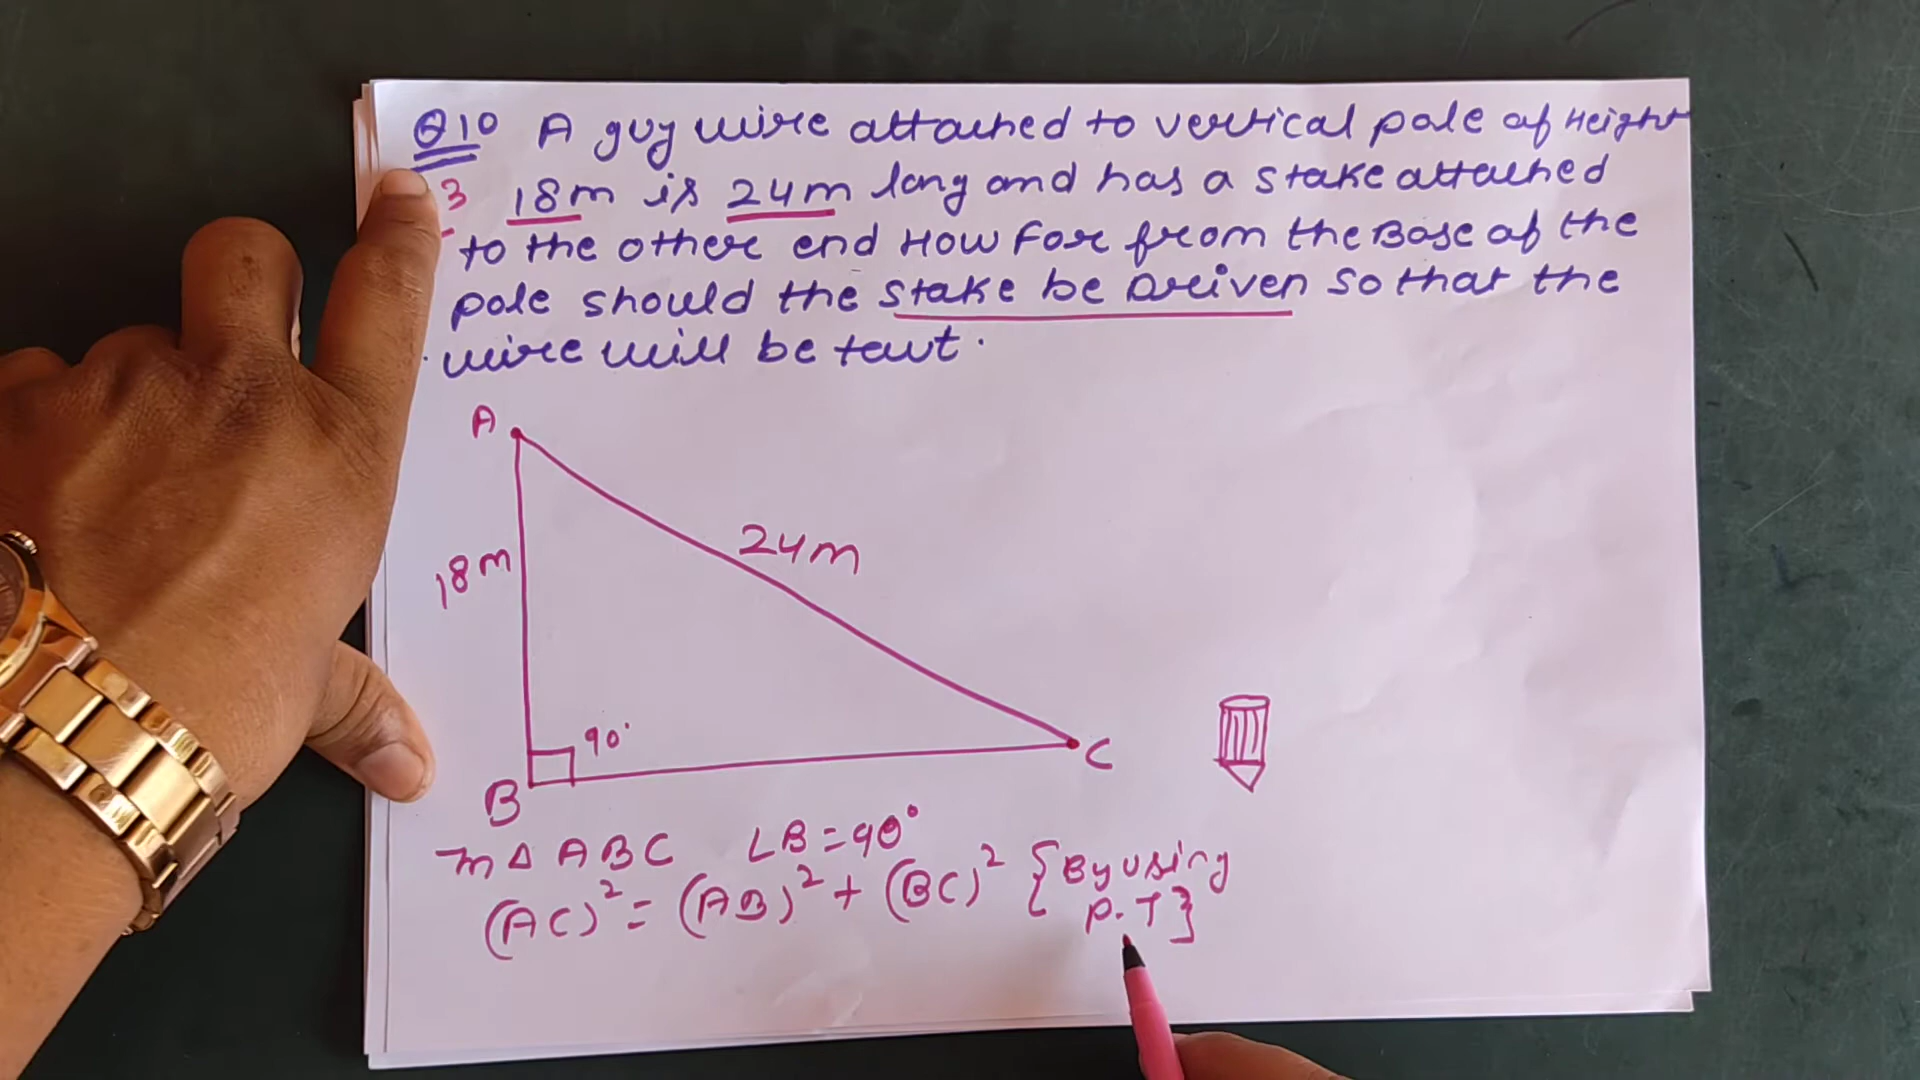 Q10 A guy wire attached to vertical pole of Height
3 18m is 24m long and has a stake attached
to the other end How For from the Base of the
pole should the stake be Driven so that the
wire will be taut.
A
18m
24m
90°
B
C
In Δ ABC ∠B = 90°
(AC)² = (AB)² + (BC)² {By using
P.T}